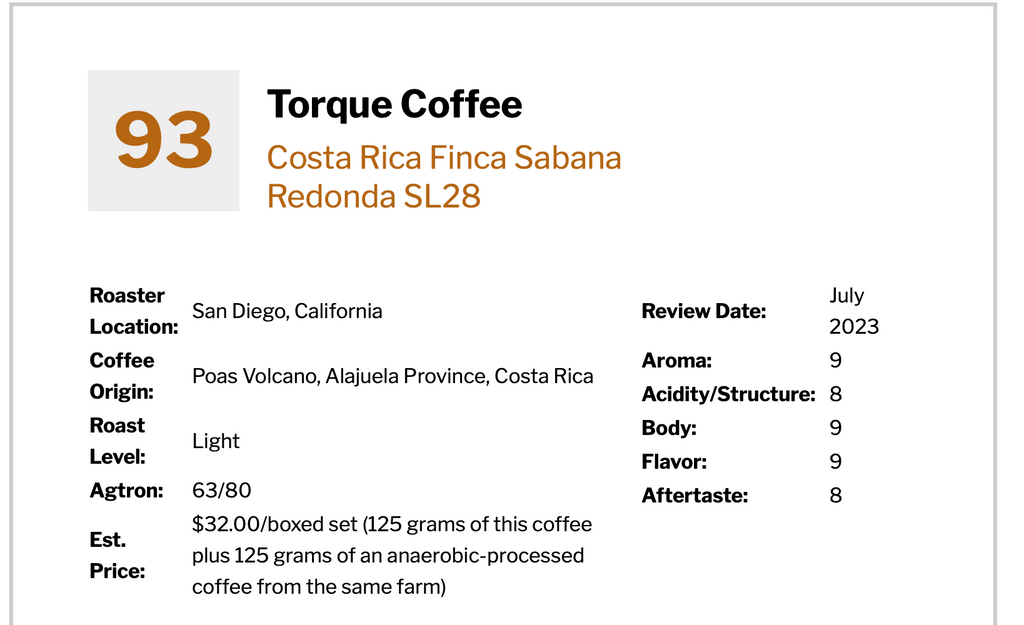 93
Torque Coffee
Costa Rica Finca Sabana
Redonda SL28
Roaster
Location:
San Diego, California
Coffee
Origin:
Poas Volcano, Alajuela Province, Costa Rica
Roast
Level:
Light
Agtron:
63/80
Est.
Price:
$32.00/boxed set (125 grams of this coffee
plus 125 grams of an anaerobic-processed
coffee from the same farm)
Review Date:
July
2023
Aroma:
9
Acidity/Structure:
8
Body:
9
Flavor:
9
Aftertaste:
8